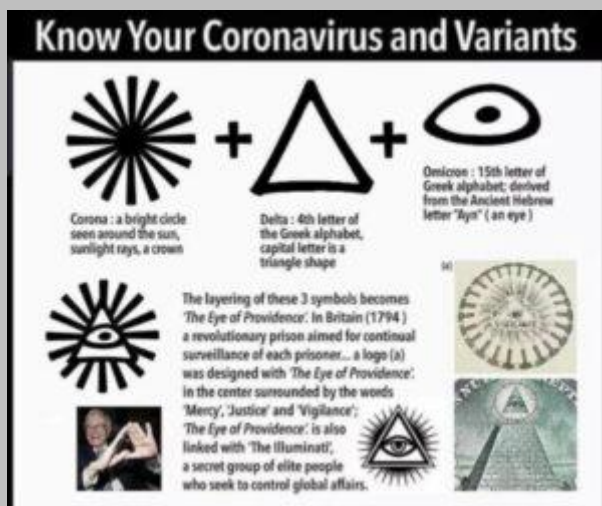 Know Your Coronavirus and Variants
+ +
Corona : a bright circle
seen around the sun,
sunlight rays, a crown
Delta : 4th letter of
the Greek alphabet,
capital letter is a
triangle shape
Omicron : 15th letter of
Greek alphabet; derived
from the Ancient Hebrew
letter "Ayn" ( an eye )
The layering of these 3 symbols becomes
'The Eye of Providence'. In Britain (1794 )
a revolutionary prison aimed for continual
surveillance of each prisoner... a logo (a)
was designed with 'The Eye of Providence'.
in the center surrounded by the words
'Mercy', 'Justice' and 'Vigilance';
'The Eye of Providence'. is also
linked with 'The Illuminati',
a secret group of elite people
who seek to control global affairs.
(a)